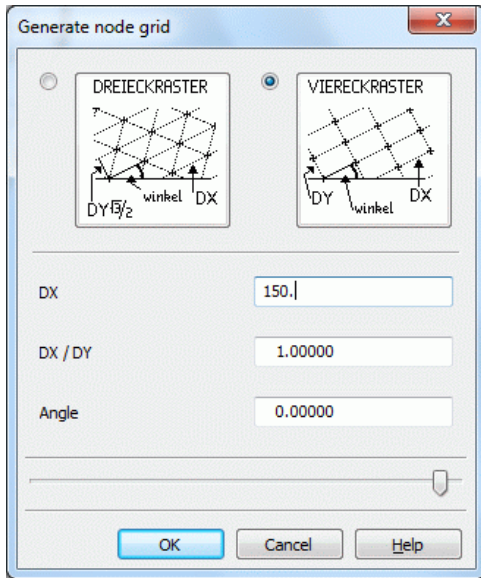 Generate node grid
DREIECKRASTER
winkel DX
DY√3/2
VIERECKRASTER
DY DX
winkel
DX 150.
DX / DY 1.00000
Angle 0.00000
OK Cancel Help